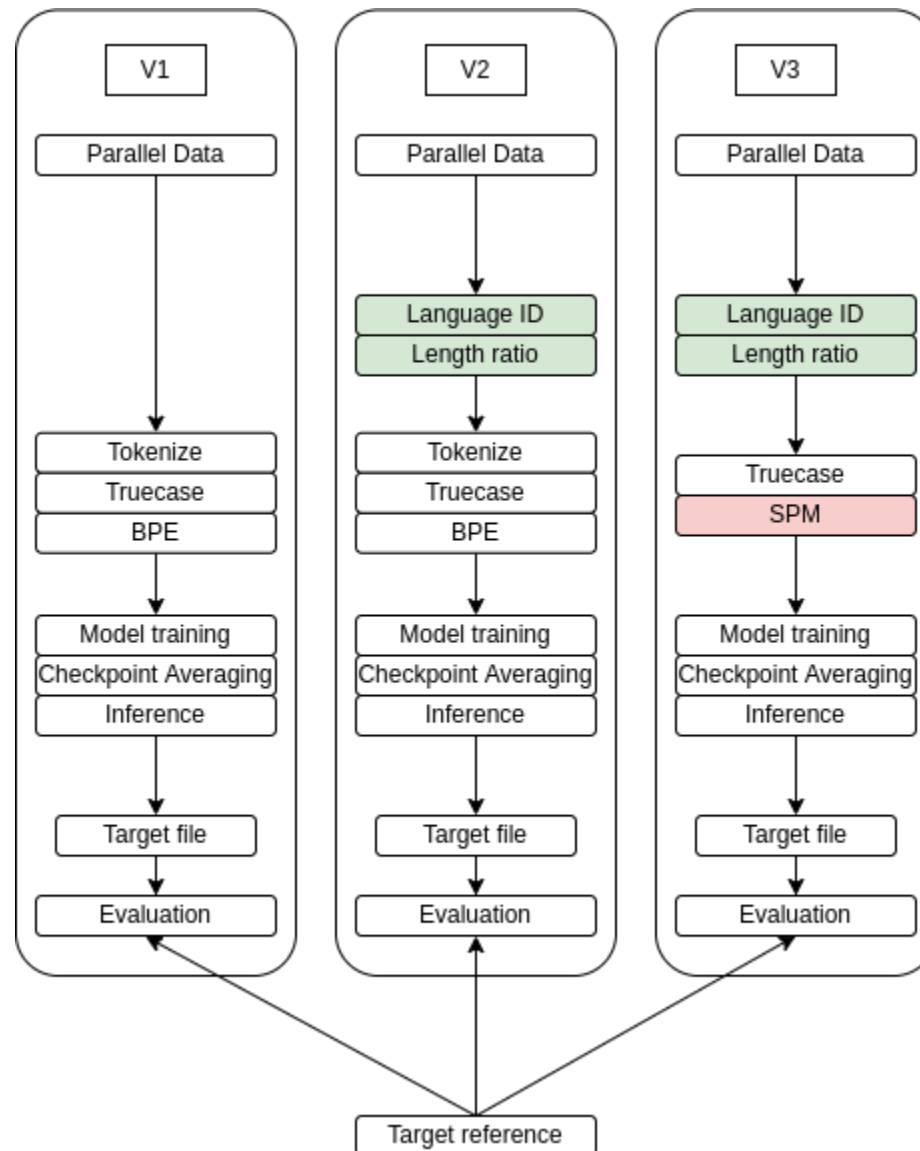 V1
Parallel Data
Tokenize
Truecase
BPE
Model training
Checkpoint Averaging
Inference
Target file
Evaluation
V2
Parallel Data
Language ID
Length ratio
Tokenize
Truecase
BPE
Model training
Checkpoint Averaging
Inference
Target file
Evaluation
V3
Parallel Data
Language ID
Length ratio
Truecase
SPM
Model training
Checkpoint Averaging
Inference
Target file
Evaluation
Target reference